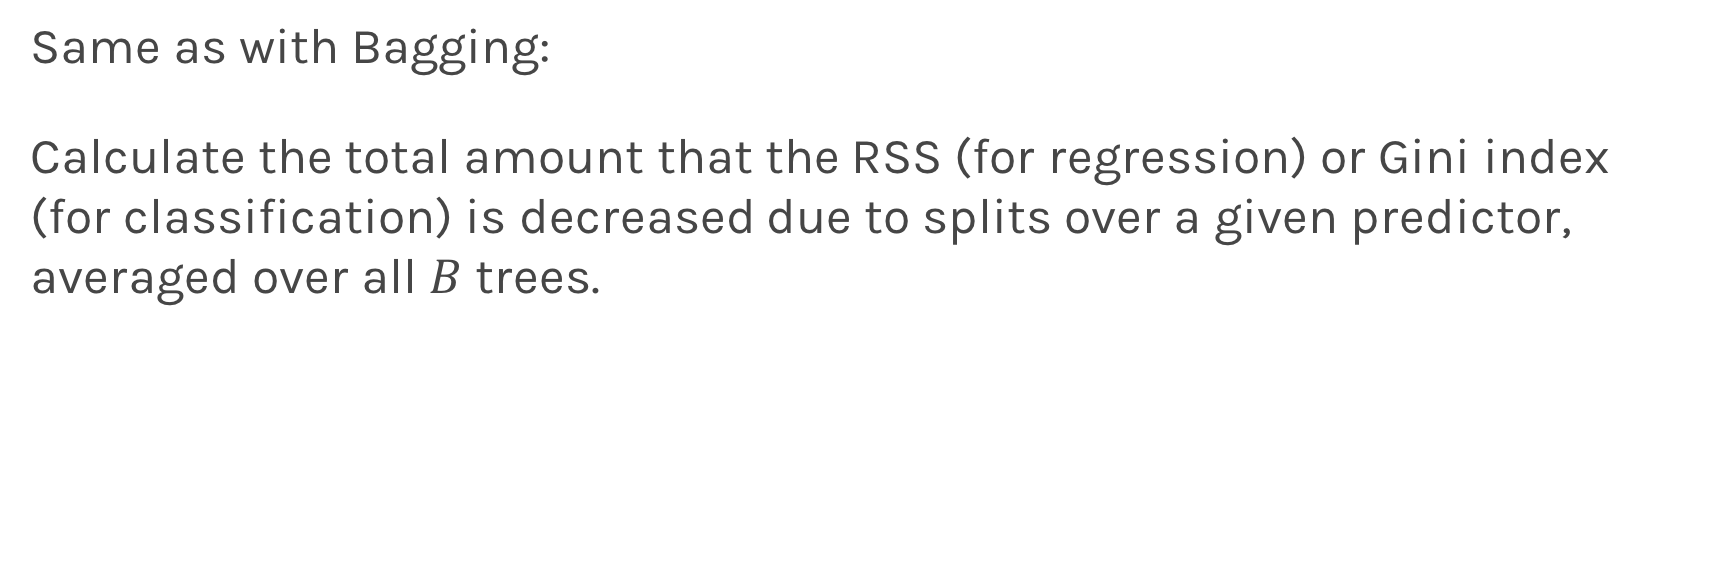 Same as with Bagging:
Calculate the total amount that the RSS (for regression) or Gini index
(for classification) is decreased due to splits over a given predictor,
averaged over all B trees.